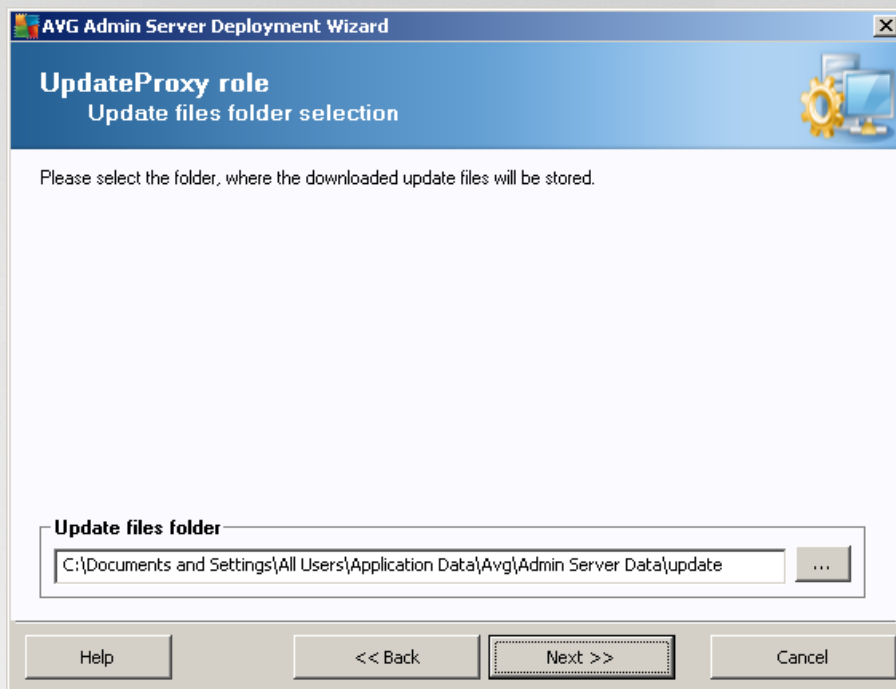 AVG Admin Server Deployment Wizard
UpdateProxy role
Update files folder selection
Please select the folder, where the downloaded update files will be stored.
Update files folder
C:\Documents and Settings\All Users\Application Data\Avg\Admin Server Data\update
...
Help
<< Back
Next >>
Cancel